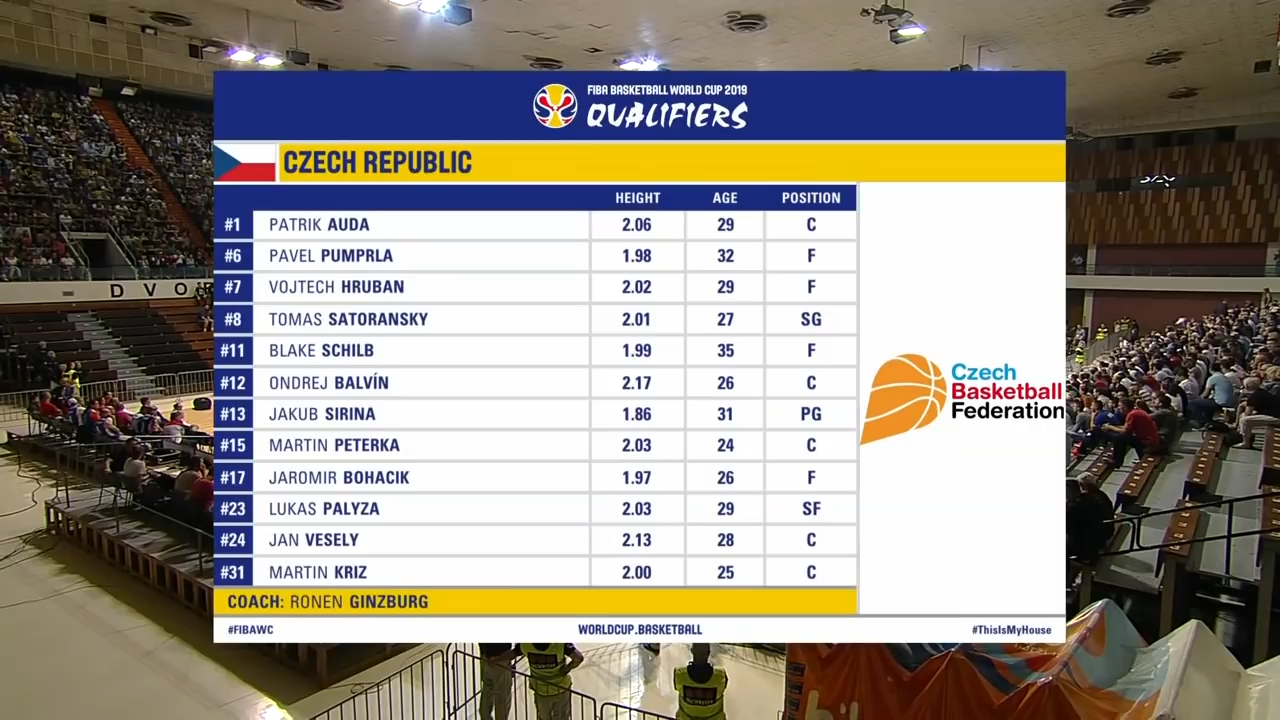 FIBA BASKETBALL WORLD CUP 2019
QUALIFIERS
CZECH REPUBLIC
HEIGHT AGE POSITION
#1 PATRIK AUDA 2.06 29 C
#6 PAVEL PUMPRLA 1.98 32 F
#7 VOJTECH HRUBAN 2.02 29 F
#8 TOMAS SATORANSKY 2.01 27 SG
#11 BLAKE SCHILB 1.99 35 F
#12 ONDREJ BALVÍN 2.17 26 C
#13 JAKUB SIRINA 1.86 31 PG
#15 MARTIN PETERKA 2.03 24 C
#17 JAROMIR BOHACIK 1.97 26 F
#23 LUKAS PALYZA 2.03 29 SF
#24 JAN VESELY 2.13 28 C
#31 MARTIN KRIZ 2.00 25 C
COACH: RONEN GINZBURG
Czech
Basketball
Federation
#FIBAWC WORLDCUP.BASKETBALL #ThisIsMyHouse
DVO